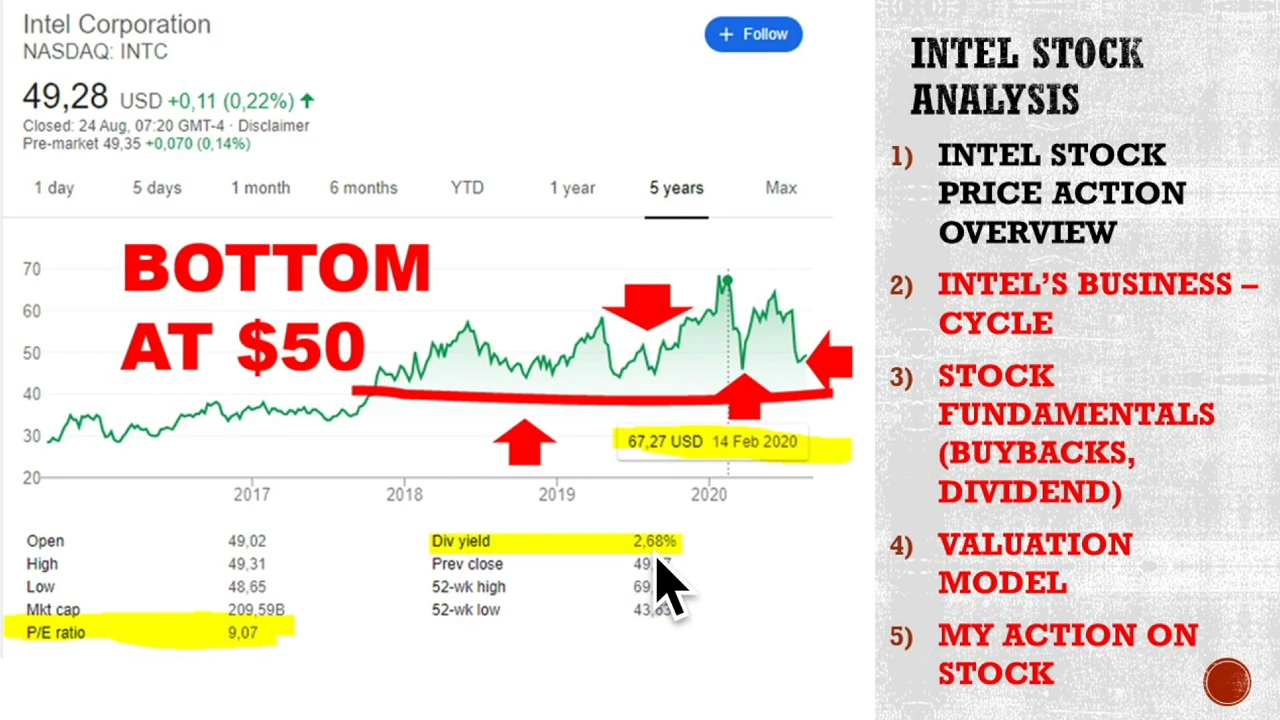 Intel Corporation
NASDAQ: INTC
+ Follow
49,28 USD +0,11 (0,22%)
Closed: 24 Aug, 07:20 GMT-4 · Disclaimer
Pre-market 49,35 +0,070 (0,14%)
1 day 5 days 1 month 6 months YTD 1 year 5 years Max
BOTTOM
AT $50
70
60
50
40
30
20
67,27 USD 14 Feb 2020
2017 2018 2019 2020
Open 49,02
High 49,31
Low 48,65
Mkt cap 209,59B
P/E ratio 9,07
Div yield 2,68%
Prev close
52-wk high
52-wk low
INTEL STOCK
ANALYSIS
1) INTEL STOCK
PRICE ACTION
OVERVIEW
2) INTEL'S BUSINESS –
CYCLE
3) STOCK
FUNDAMENTALS
(BUYBACKS,
DIVIDEND)
4) VALUATION
MODEL
5) MY ACTION ON
STOCK